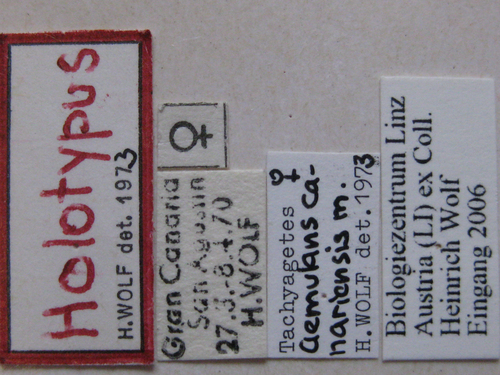 Holotypus
H.WOLF det. 1973
♀
Gran Canaria
San Agustin
27.3.-8.4.70
H.WOLF
Tachyagetes ♀
aemulans ca-
nariensis m.
H. WOLF det. 1973
Biologiezentrum Linz
Austria (LI) ex Coll.
Heinrich Wolf
Eingang 2006